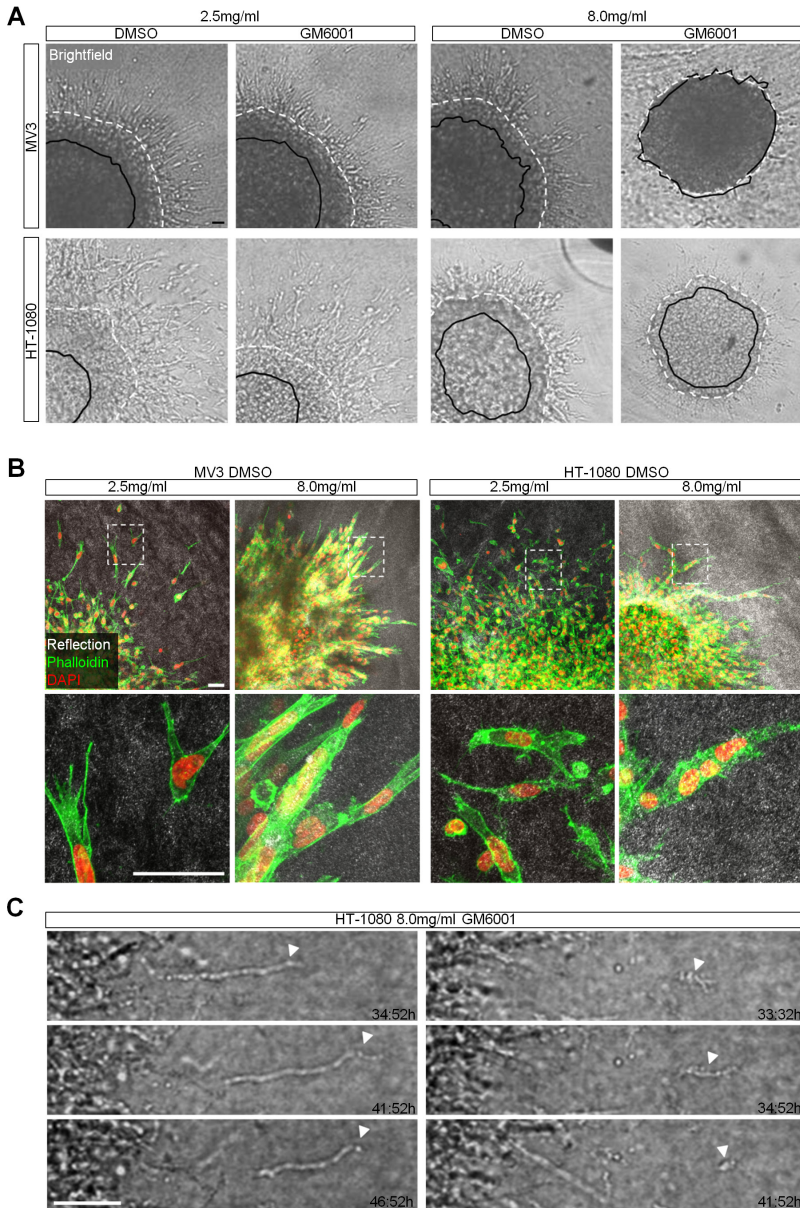 A
2.5mg/ml 8.0mg/ml
DMSO GM6001 DMSO GM6001
Brightfield
MV3
HT-1080
B
MV3 DMSO HT-1080 DMSO
2.5mg/ml 8.0mg/ml 2.5mg/ml 8.0mg/ml
Reflection
Phalloidin
DAPI
C
HT-1080 8.0mg/ml GM6001
34:52h 33:32h
41:52h 34:52h
46:52h 41:52h